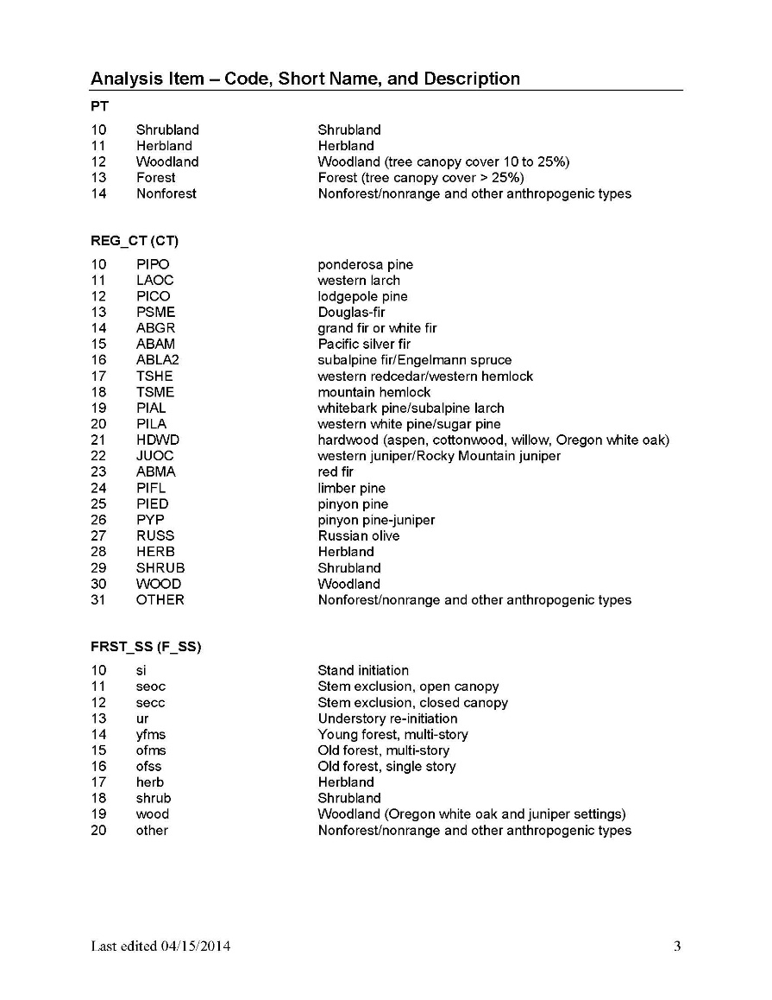 Analysis Item – Code, Short Name, and Description
PT
10 Shrubland Shrubland
11 Herbland Herbland
12 Woodland Woodland (tree canopy cover 10 to 25%)
13 Forest Forest (tree canopy cover > 25%)
14 Nonforest Nonforest/nonrange and other anthropogenic types
REG_CT (CT)
10 PIPO ponderosa pine
11 LAOC western larch
12 PICO lodgepole pine
13 PSME Douglas-fir
14 ABGR grand fir or white fir
15 ABAM Pacific silver fir
16 ABLA2 subalpine fir/Engelmann spruce
17 TSHE western redcedar/western hemlock
18 TSME mountain hemlock
19 PIAL whitebark pine/subalpine larch
20 PILA western white pine/sugar pine
21 HDWD hardwood (aspen, cottonwood, willow, Oregon white oak)
22 JUOC western juniper/Rocky Mountain juniper
23 ABMA red fir
24 PIFL limber pine
25 PIED pinyon pine
26 PYP pinyon pine-juniper
27 RUSS Russian olive
28 HERB Herbland
29 SHRUB Shrubland
30 WOOD Woodland
31 OTHER Nonforest/nonrange and other anthropogenic types
FRST_SS (F_SS)
10 si Stand initiation
11 seoc Stem exclusion, open canopy
12 secc Stem exclusion, closed canopy
13 ur Understory re-initiation
14 yfms Young forest, multi-story
15 ofms Old forest, multi-story
16 ofss Old forest, single story
17 herb Herbland
18 shrub Shrubland
19 wood Woodland (Oregon white oak and juniper settings)
20 other Nonforest/nonrange and other anthropogenic types
Last edited 04/15/2014 3